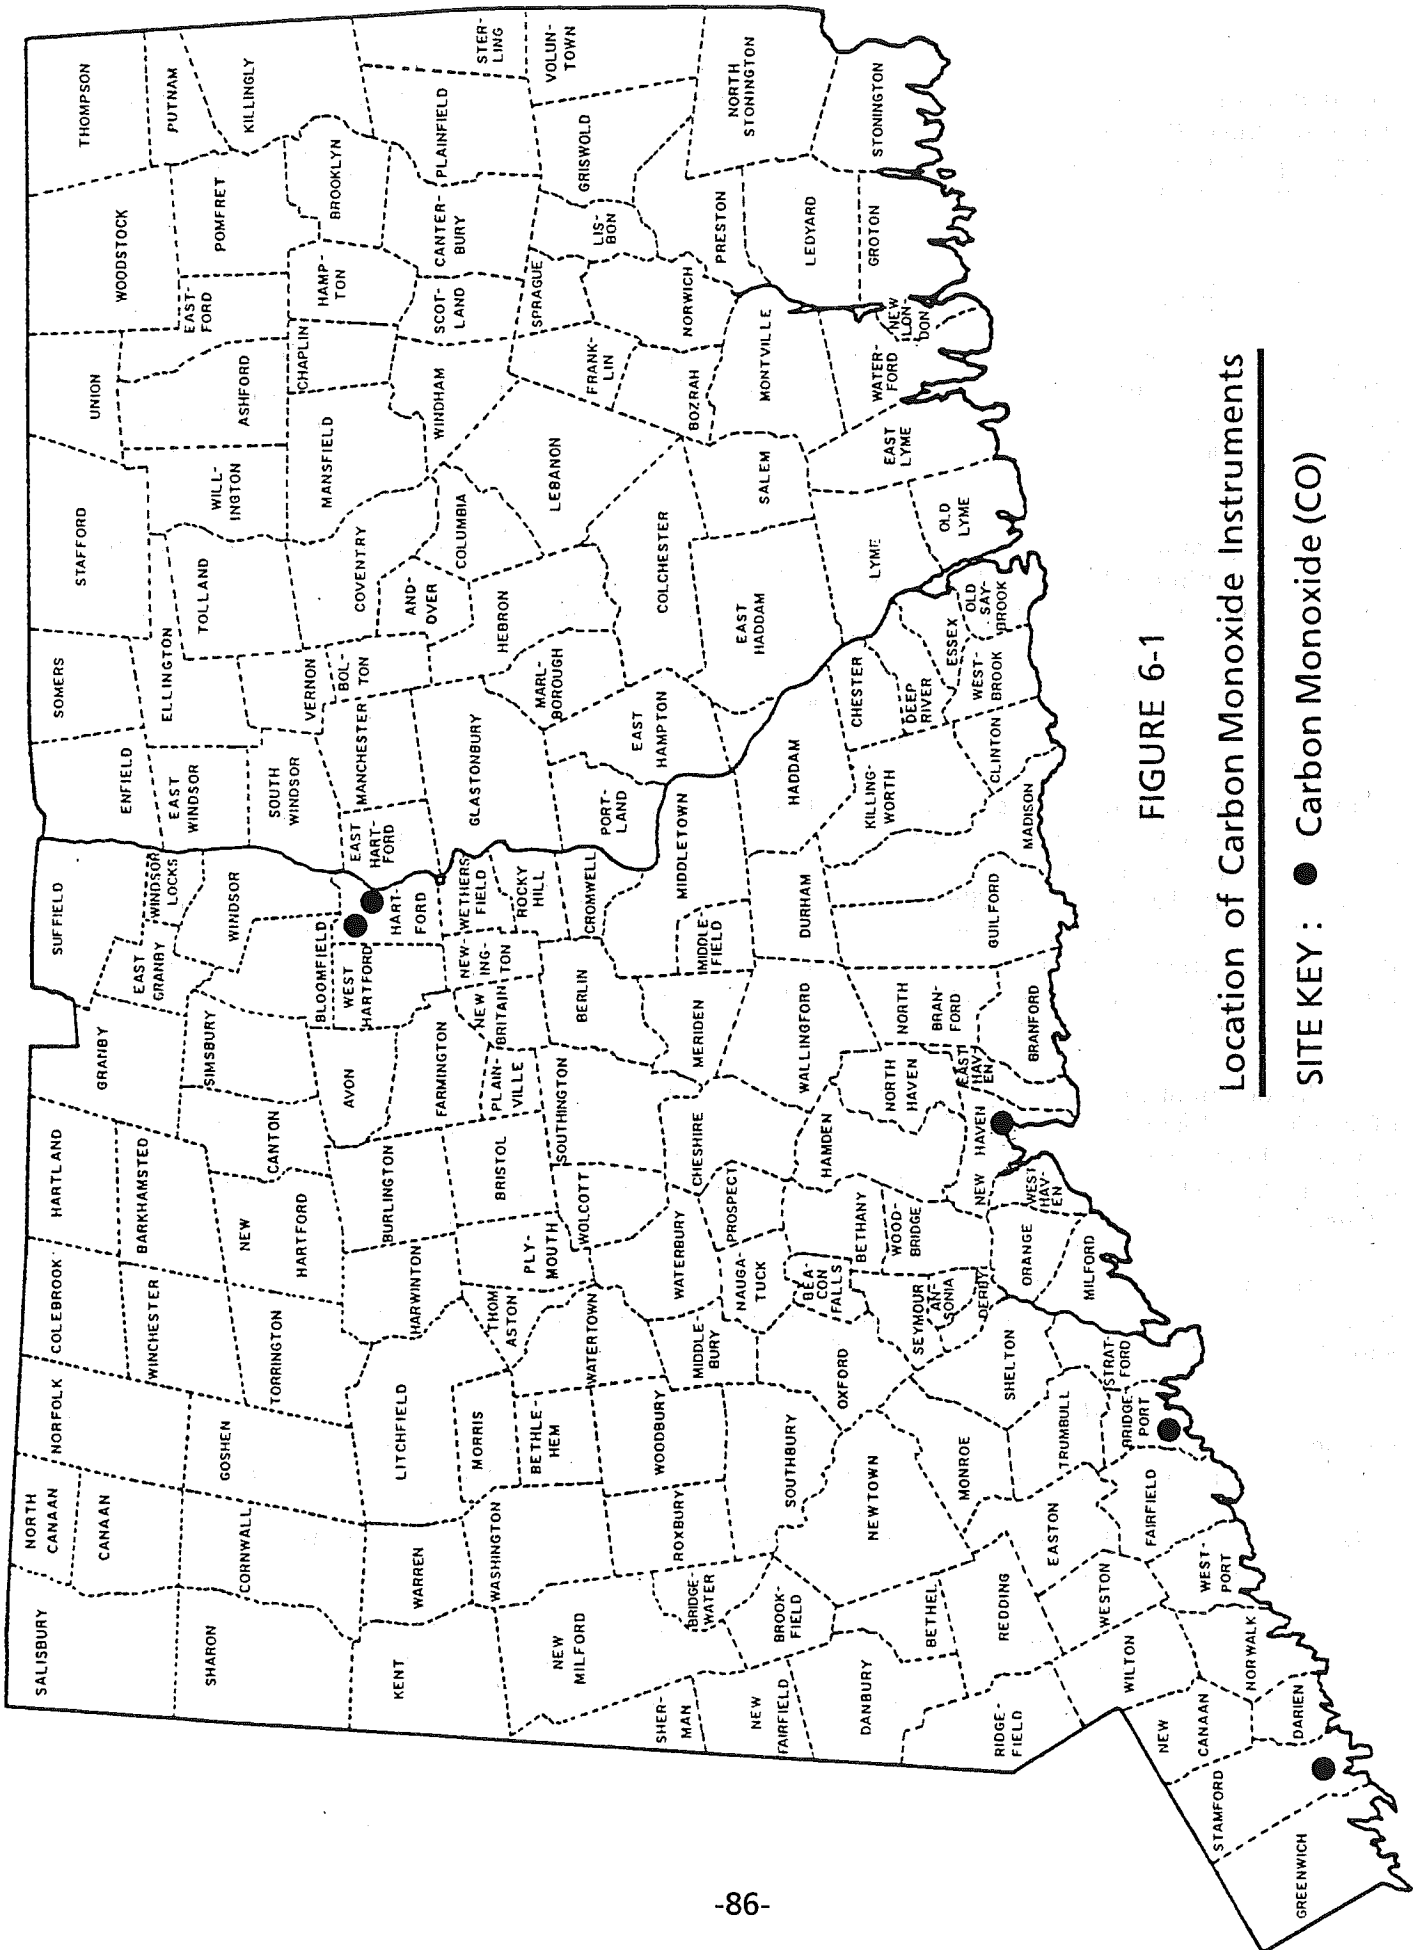 SALISBURY
NORTH
CANAAN
CANAAN
NORFOLK
COLEBROOK
HARTLAND
GRANBY
SUFFIELD
ENFIELD
SOMERS
STAFFORD
UNION
WOODSTOCK
THOMPSON
PUTNAM
SHARON
CORNWALL
GOSHEN
WINCHESTER
BARKHAMSTED
EAST
GRANBY
WINDSOR
LOCKS
EAST
WINDSOR
ELLINGTON
TOLLAND
WILL-
INGTON
ASHFORD
EAST-
FORD
POMFRET
KILLINGLY
TORRINGTON
NEW
HARTFORD
CANTON
SIMSBURY
WINDSOR
BLOOMFIELD
SOUTH
WINDSOR
VERNON
COVENTRY
MANSFIELD
CHAPLIN
HAMP-
TON
BROOKLYN
KENT
WARREN
LITCHFIELD
HARWINTON
BURLINGTON
AVON
WEST
HARTFORD
HART-
FORD
EAST
HART-
FORD
MANCHESTER
BOL-
TON
AND-
OVER
COLUMBIA
WINDHAM
SCOT-
LAND
CANTER-
BURY
PLAINFIELD
STER-
LING
NEW
MILFORD
WASHINGTON
MORRIS
BETHLE-
HEM
THOM
ASTON
PLY-
MOUTH
BRISTOL
FARMINGTON
PLAIN-
VILLE
NEW
BRITAIN
NEW-
ING-
TON
WETHERS
FIELD
ROCKY
HILL
GLASTONBURY
HEBRON
MARL-
BOROUGH
LEBANON
FRANK-
LIN
SPRAGUE
LIS-
BON
GRISWOLD
VOLUN-
TOWN
SHER-
MAN
BRIDGE-
WATER
ROXBURY
WOODBURY
WATERTOWN
WOLCOTT
SOUTHINGTON
BERLIN
CROMWELL
PORT-
LAND
EAST
HAMPTON
COLCHESTER
BOZRAH
NORWICH
PRESTON
NORTH
STONINGTON
NEW
FAIRFIELD
BROOK-
FIELD
SOUTHBURY
MIDDLE-
BURY
WATERBURY
NAUGA-
TUCK
PROSPECT
CHESHIRE
MERIDEN
MIDDLE-
FIELD
MIDDLETOWN
HADDAM
EAST
HADDAM
SALEM
MONTVILLE
LEDYARD
DANBURY
BETHEL
NEWTOWN
OXFORD
BEA-
CON
FALLS
BETHANY
HAMDEN
WALLINGFORD
DURHAM
KILLING-
WORTH
CHESTER
DEEP
RIVER
ESSEX
LYME
EAST
LYME
WATER-
FORD
NEW
LON-
DON
GROTON
STONINGTON
RIDGE-
FIELD
REDDING
MONROE
SHELTON
SEYMOUR
AN-
SONIA
DERBY
WOOD-
BRIDGE
NORTH
HAVEN
NORTH
BRAN-
FORD
GUILFORD
MADISON
CLINTON
WEST-
BROOK
OLD
SAY-
BROOK
OLD
LYME
WILTON
WESTON
EASTON
TRUMBULL
ORANGE
NEW
HAVEN
WEST
HAV-
EN
EAST
HAV-
EN
BRANFORD
NEW
CANAAN
NORWALK
WEST-
PORT
FAIRFIELD
BRIDGE-
PORT
STRAT-
FORD
MILFORD
GREENWICH
STAMFORD
DARIEN
FIGURE 6-1
Location of Carbon Monoxide Instruments
SITE KEY : ● Carbon Monoxide (CO)
-86-